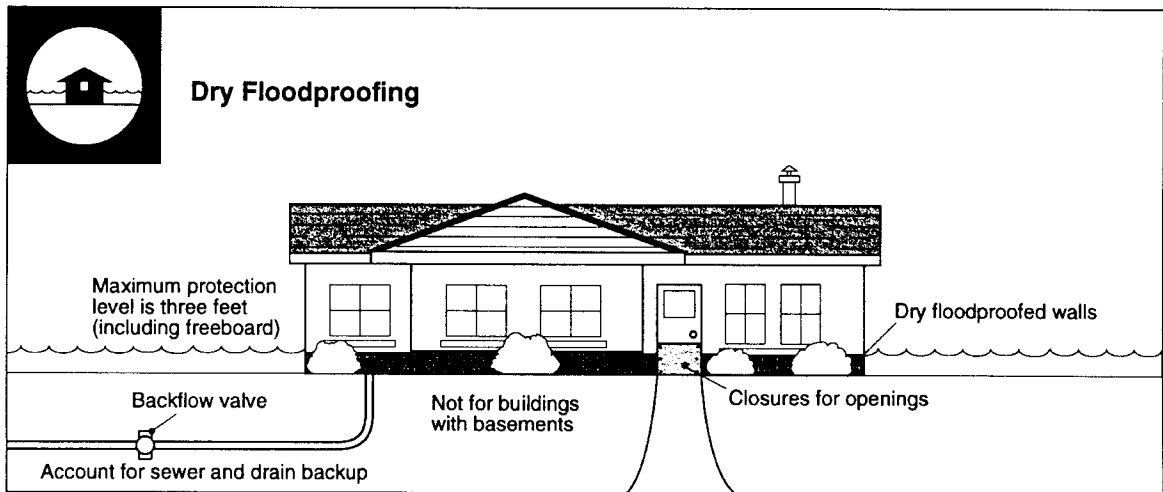 Dry Floodproofing
Maximum protection
level is three feet
(including freeboard)
Dry floodproofed walls
Backflow valve
Not for buildings
with basements
Closures for openings
Account for sewer and drain backup